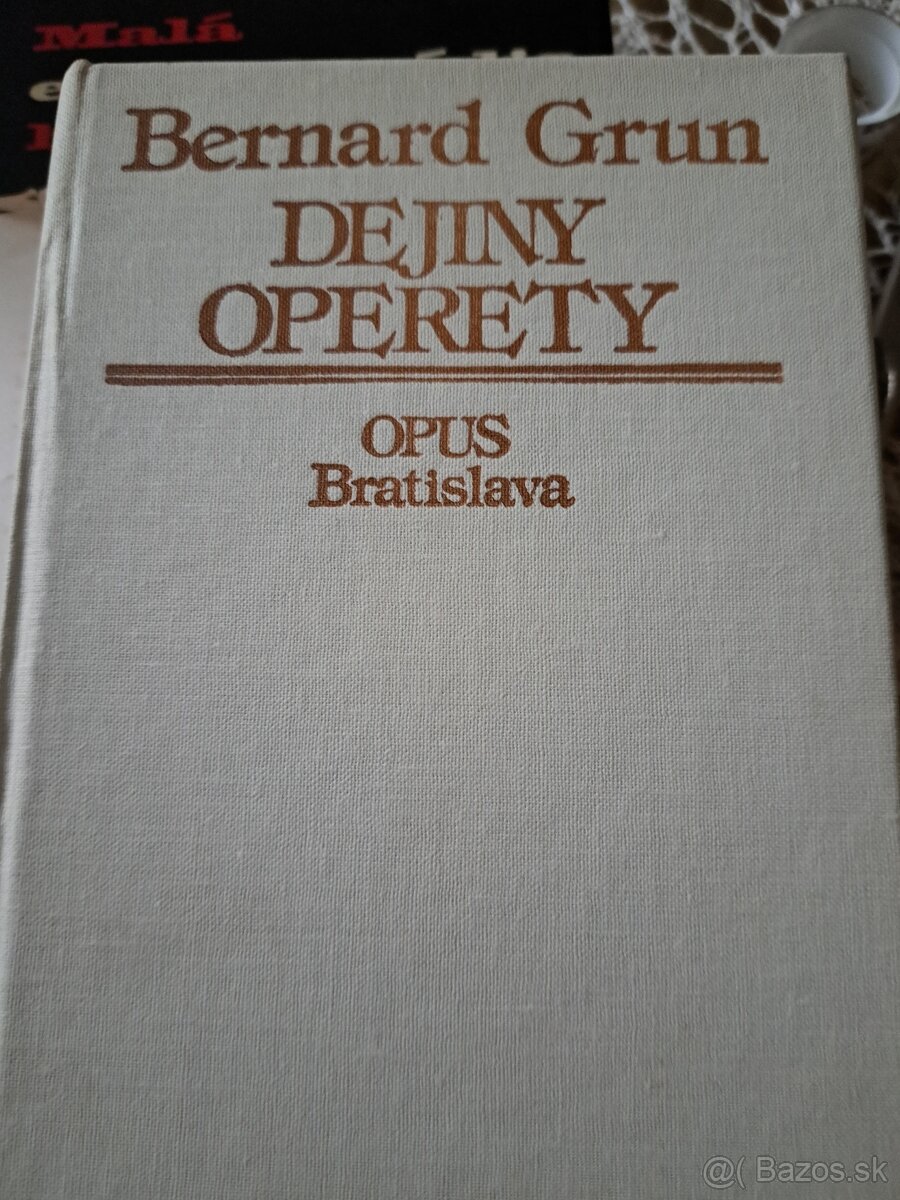 Malá
Bernard Grun
DEJINY
OPERETY
OPUS
Bratislava
@( Bazos.sk